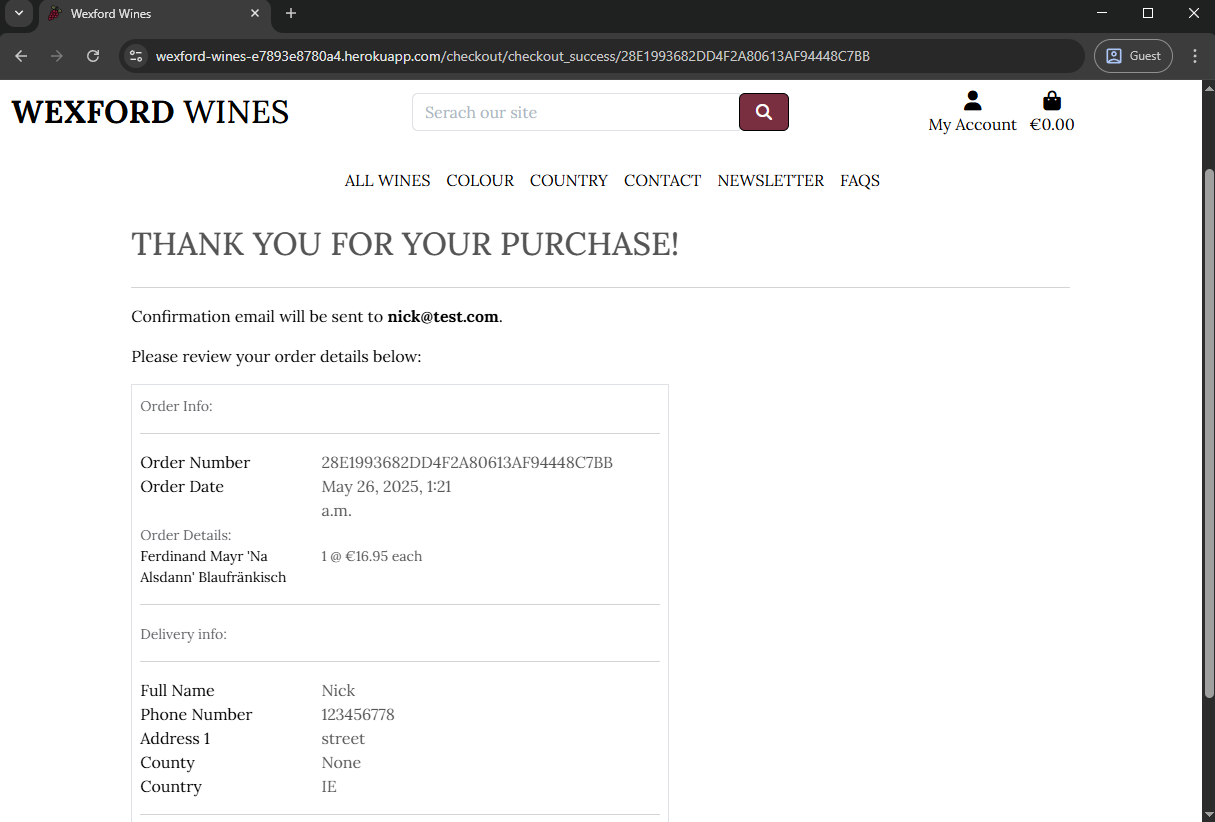 Wexford Wines
wexford-wines-e7893e8780a4.herokuapp.com/checkout/checkout_success/28E1993682DD4F2A80613AF94448C7BB
Guest
WEXFORD WINES
Serach our site
My Account
€0.00
ALL WINES COLOUR COUNTRY CONTACT NEWSLETTER FAQS
THANK YOU FOR YOUR PURCHASE!
Confirmation email will be sent to nick@test.com.
Please review your order details below:
Order Info:
Order Number 28E1993682DD4F2A80613AF94448C7BB
Order Date May 26, 2025, 1:21
a.m.
Order Details:
Ferdinand Mayr 'Na 1 @ €16.95 each
Alsdann' Blaufränkisch
Delivery info:
Full Name Nick
Phone Number 123456778
Address 1 street
County None
Country IE